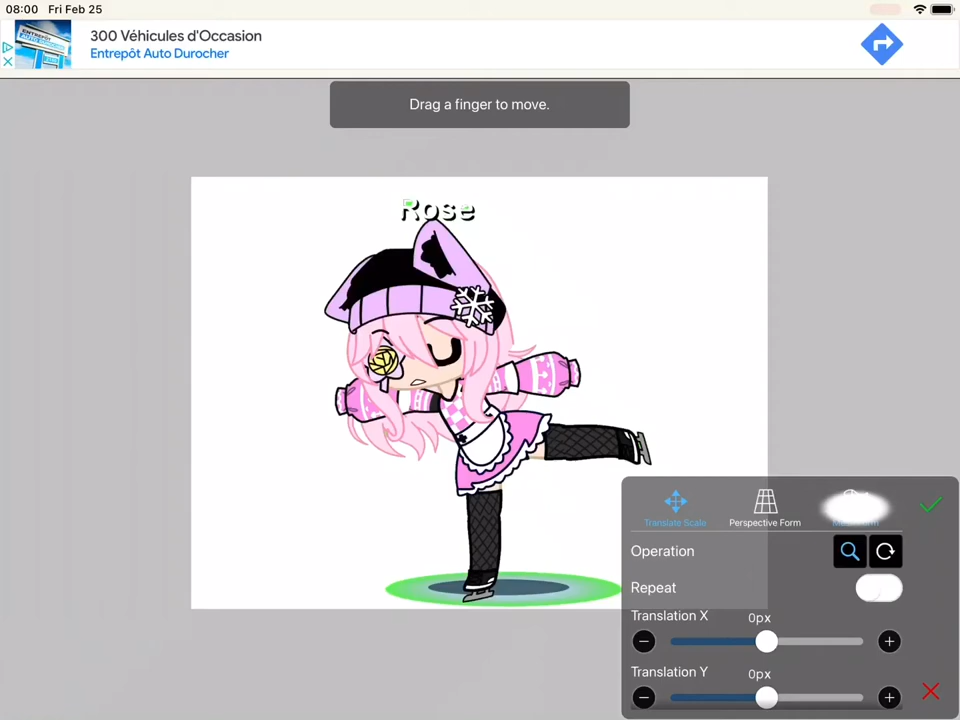 08:00 Fri Feb 25
300 Véhicules d'Occasion
Entrepôt Auto Durocher
ENTREPÔT
Drag a finger to move.
Rose
Translate Scale
Perspective Form
Operation
Repeat
Translation X
0px
Translation Y
0px